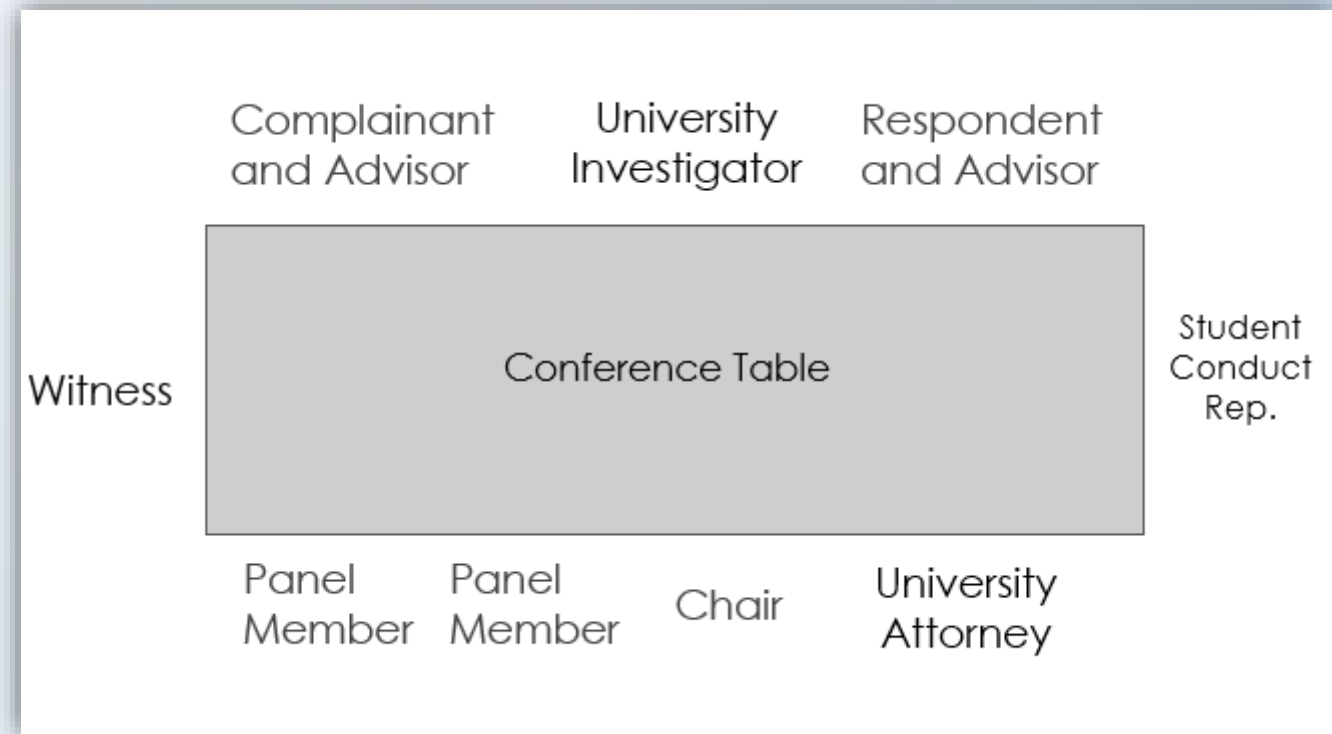 Complainant
and Advisor
University
Investigator
Respondent
and Advisor
Witness
Conference Table
Student
Conduct
Rep.
Panel
Member
Panel
Member
Chair
University
Attorney